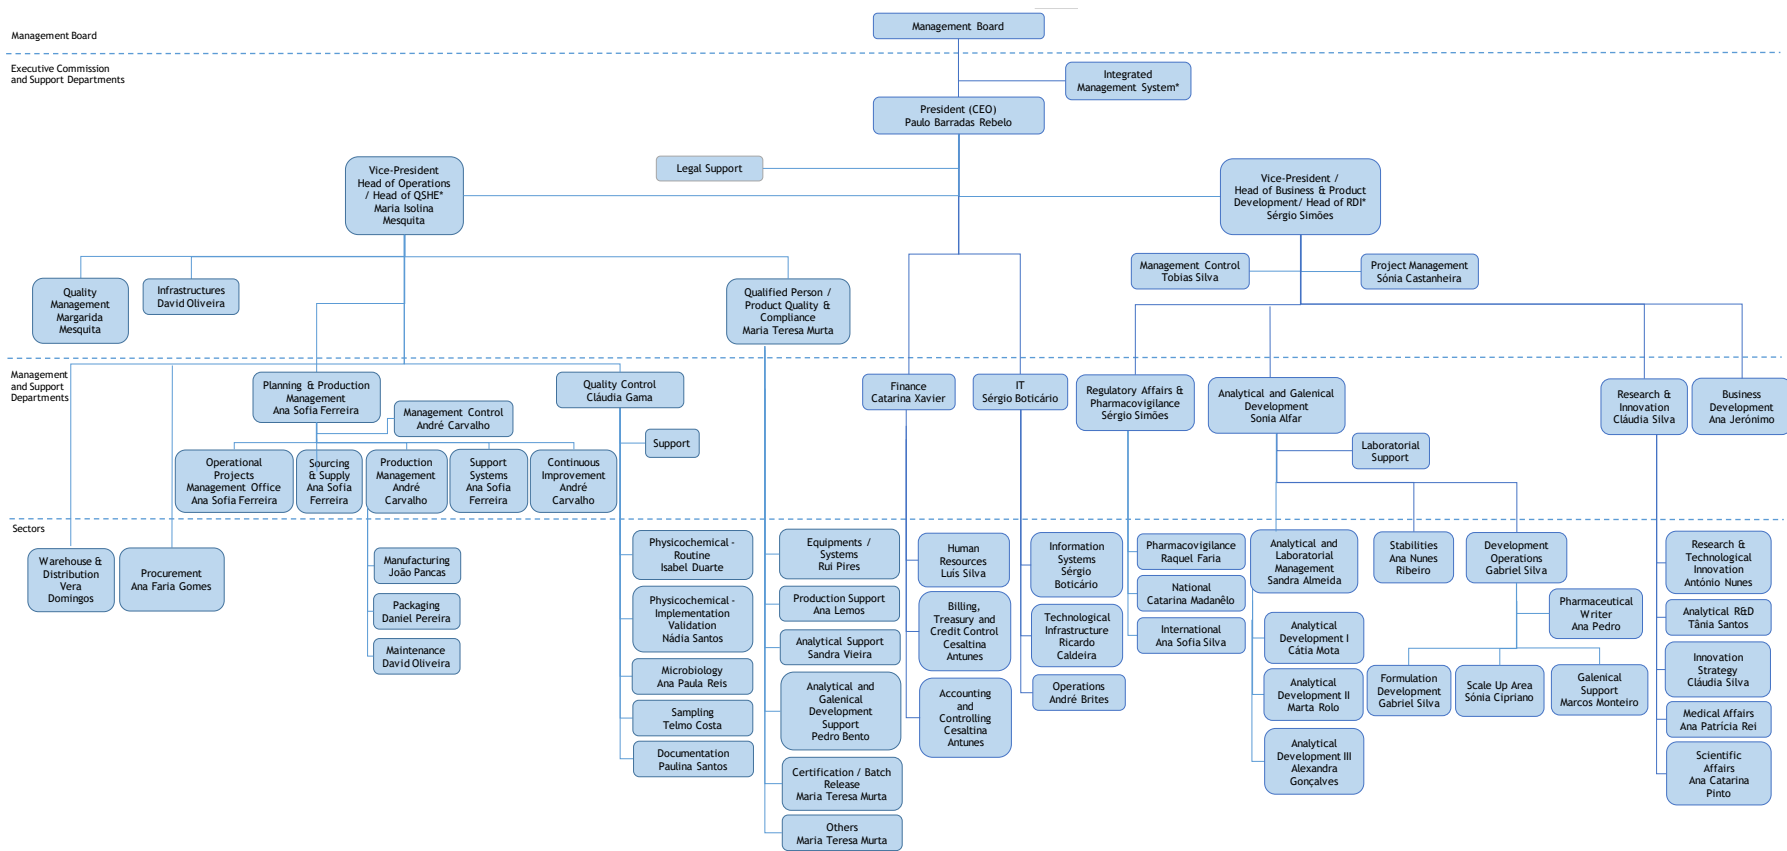 Management Board
Management Board
Executive Commission
and Support Departments
Integrated
Management System*
President (CEO)
Paulo Barradas Rebelo
Legal Support
Vice-President
Head of Operations
/ Head of QSHE*
Maria Isolina
Mesquita
Vice-President /
Head of Business & Product
Development/ Head of RDI*
Sérgio Simões
Management Control
Tobias Silva
Project Management
Sónia Castanheira
Quality
Management
Margarida
Mesquita
Infrastructures
David Oliveira
Qualified Person /
Product Quality &
Compliance
Maria Teresa Murta
Management
and Support
Departments
Planning & Production
Management
Ana Sofia Ferreira
Management Control
André Carvalho
Quality Control
Cláudia Gama
Support
Finance
Catarina Xavier
IT
Sérgio Boticário
Regulatory Affairs &
Pharmacovigilance
Sérgio Simões
Analytical and Galenical
Development
Sonia Alfar
Laboratorial
Support
Research &
Innovation
Cláudia Silva
Business
Development
Ana Jerónimo
Operational
Projects
Management Office
Ana Sofia Ferreira
Sourcing
& Supply
Ana Sofia
Ferreira
Production
Management
André
Carvalho
Support
Systems
Ana Sofia
Ferreira
Continuous
Improvement
André
Carvalho
Sectors
Warehouse &
Distribution
Vera
Domingos
Procurement
Ana Faria Gomes
Manufacturing
João Pancas
Packaging
Daniel Pereira
Maintenance
David Oliveira
Physicochemical -
Routine
Isabel Duarte
Physicochemical -
Implementation
Validation
Nádia Santos
Microbiology
Ana Paula Reis
Sampling
Telmo Costa
Documentation
Paulina Santos
Equipments /
Systems
Rui Pires
Production Support
Ana Lemos
Analytical Support
Sandra Vieira
Analytical and
Galenical
Development
Support
Pedro Bento
Certification / Batch
Release
Maria Teresa Murta
Others
Maria Teresa Murta
Human
Resources
Luís Silva
Billing,
Treasury and
Credit Control
Cesaltina
Antunes
Accounting
and
Controlling
Cesaltina
Antunes
Information
Systems
Sérgio
Boticário
Technological
Infrastructure
Ricardo
Caldeira
Operations
André Brites
Pharmacovigilance
Raquel Faria
National
Catarina Madanêlo
International
Ana Sofia Silva
Analytical and
Laboratorial
Management
Sandra Almeida
Analytical
Development I
Cátia Mota
Analytical
Development II
Marta Rolo
Analytical
Development III
Alexandra
Gonçalves
Stabilities
Ana Nunes
Ribeiro
Development
Operations
Gabriel Silva
Pharmaceutical
Writer
Ana Pedro
Formulation
Development
Gabriel Silva
Scale Up Area
Sónia Cipriano
Galenical
Support
Marcos Monteiro
Research &
Technological
Innovation
António Nunes
Analytical R&D
Tânia Santos
Innovation
Strategy
Cláudia Silva
Medical Affairs
Ana Patrícia Rei
Scientific
Affairs
Ana Catarina
Pinto